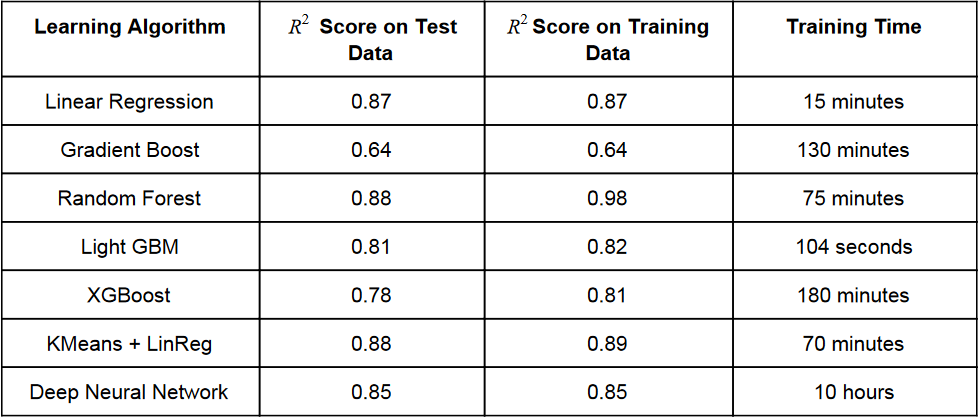 Learning Algorithm R² Score on Test Data R² Score on Training Data Training Time
Linear Regression 0.87 0.87 15 minutes
Gradient Boost 0.64 0.64 130 minutes
Random Forest 0.88 0.98 75 minutes
Light GBM 0.81 0.82 104 seconds
XGBoost 0.78 0.81 180 minutes
KMeans + LinReg 0.88 0.89 70 minutes
Deep Neural Network 0.85 0.85 10 hours